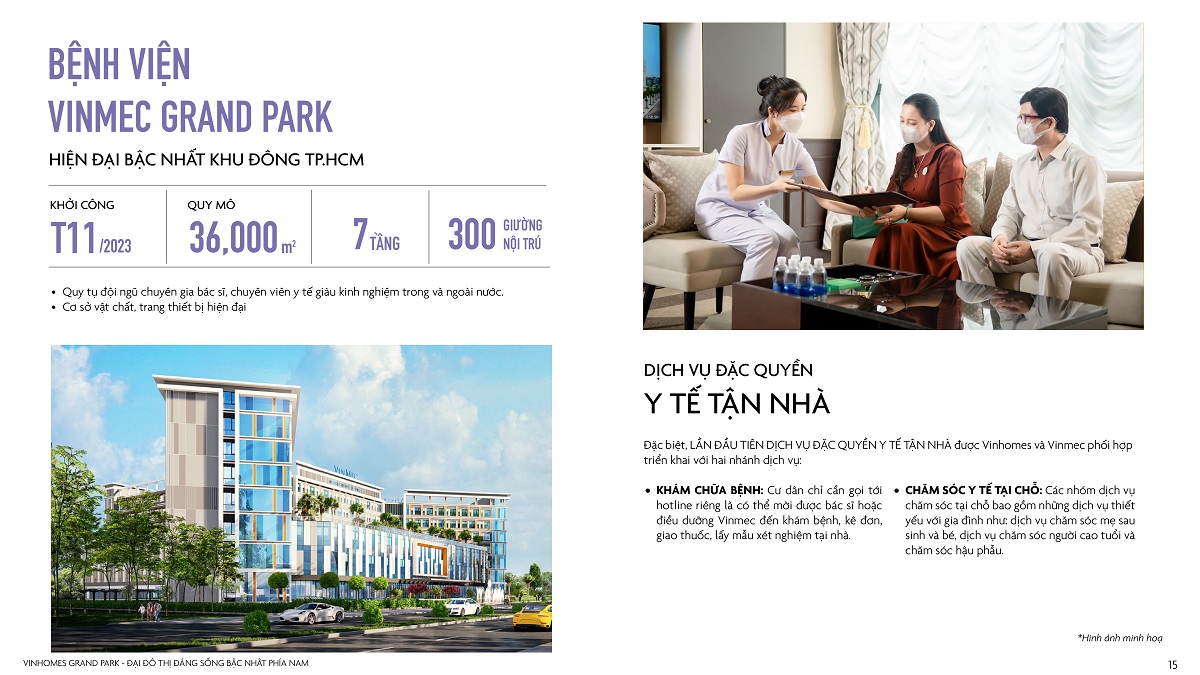 BỆNH VIỆN
VINMEC GRAND PARK
HIỆN ĐẠI BẬC NHẤT KHU ĐÔNG TP.HCM
KHỞI CÔNG
T11/2023
QUY MÔ
36,000 m²
7 TẦNG
300 GIƯỜNG
NỘI TRÚ
• Quy tụ đội ngũ chuyên gia bác sĩ, chuyên viên y tế giàu kinh nghiệm trong và ngoài nước.
• Cơ sở vật chất, trang thiết bị hiện đại
VINMEC
VINHOMES GRAND PARK - ĐẠI ĐÔ THỊ ĐÁNG SỐNG BẬC NHẤT PHÍA NAM
DỊCH VỤ ĐẶC QUYỀN
Y TẾ TẬN NHÀ
Đặc biệt, LẦN ĐẦU TIÊN DỊCH VỤ ĐẶC QUYỀN Y TẾ TẬN NHÀ được Vinhomes và Vinmec phối hợp
triển khai với hai nhánh dịch vụ:
• KHÁM CHỮA BỆNH: Cư dân chỉ cần gọi tới
hotline riêng là có thể mời được bác sĩ hoặc
điều dưỡng Vinmec đến khám bệnh, kê đơn,
giao thuốc, lấy mẫu xét nghiệm tại nhà.
• CHĂM SÓC Y TẾ TẠI CHỖ: Các nhóm dịch vụ
chăm sóc tại chỗ bao gồm những dịch vụ thiết
yếu với gia đình như: dịch vụ chăm sóc mẹ sau
sinh và bé, dịch vụ chăm sóc người cao tuổi và
chăm sóc hậu phẫu.
*Hình ảnh minh hoạ
15